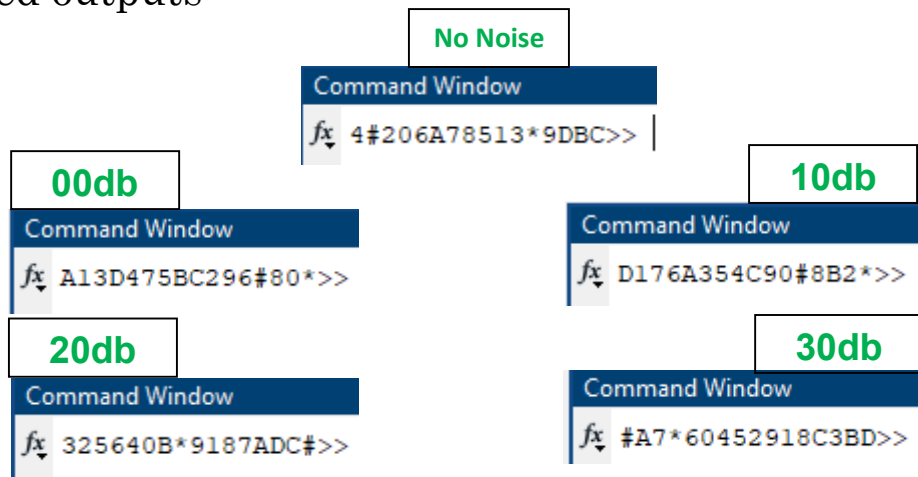 ed outputs
No Noise
Command Window
fx 4#206A78513*9DBC>>
00db
Command Window
fx A13D475BC296#80*>>
10db
Command Window
fx D176A354C90#8B2*>>
20db
Command Window
fx 325640B*9187ADC#>>
30db
Command Window
fx #A7*60452918C3BD>>